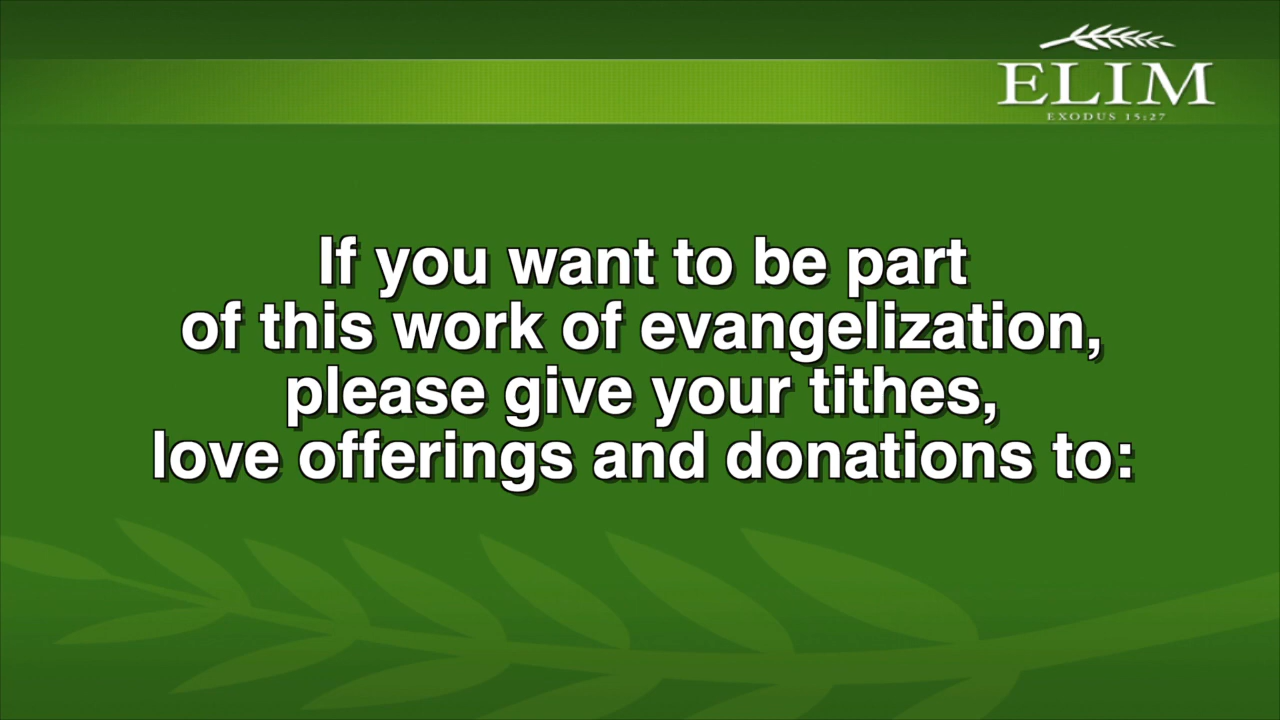 ELIM
EXODUS 15:27
If you want to be part
of this work of evangelization,
please give your tithes,
love offerings and donations to: